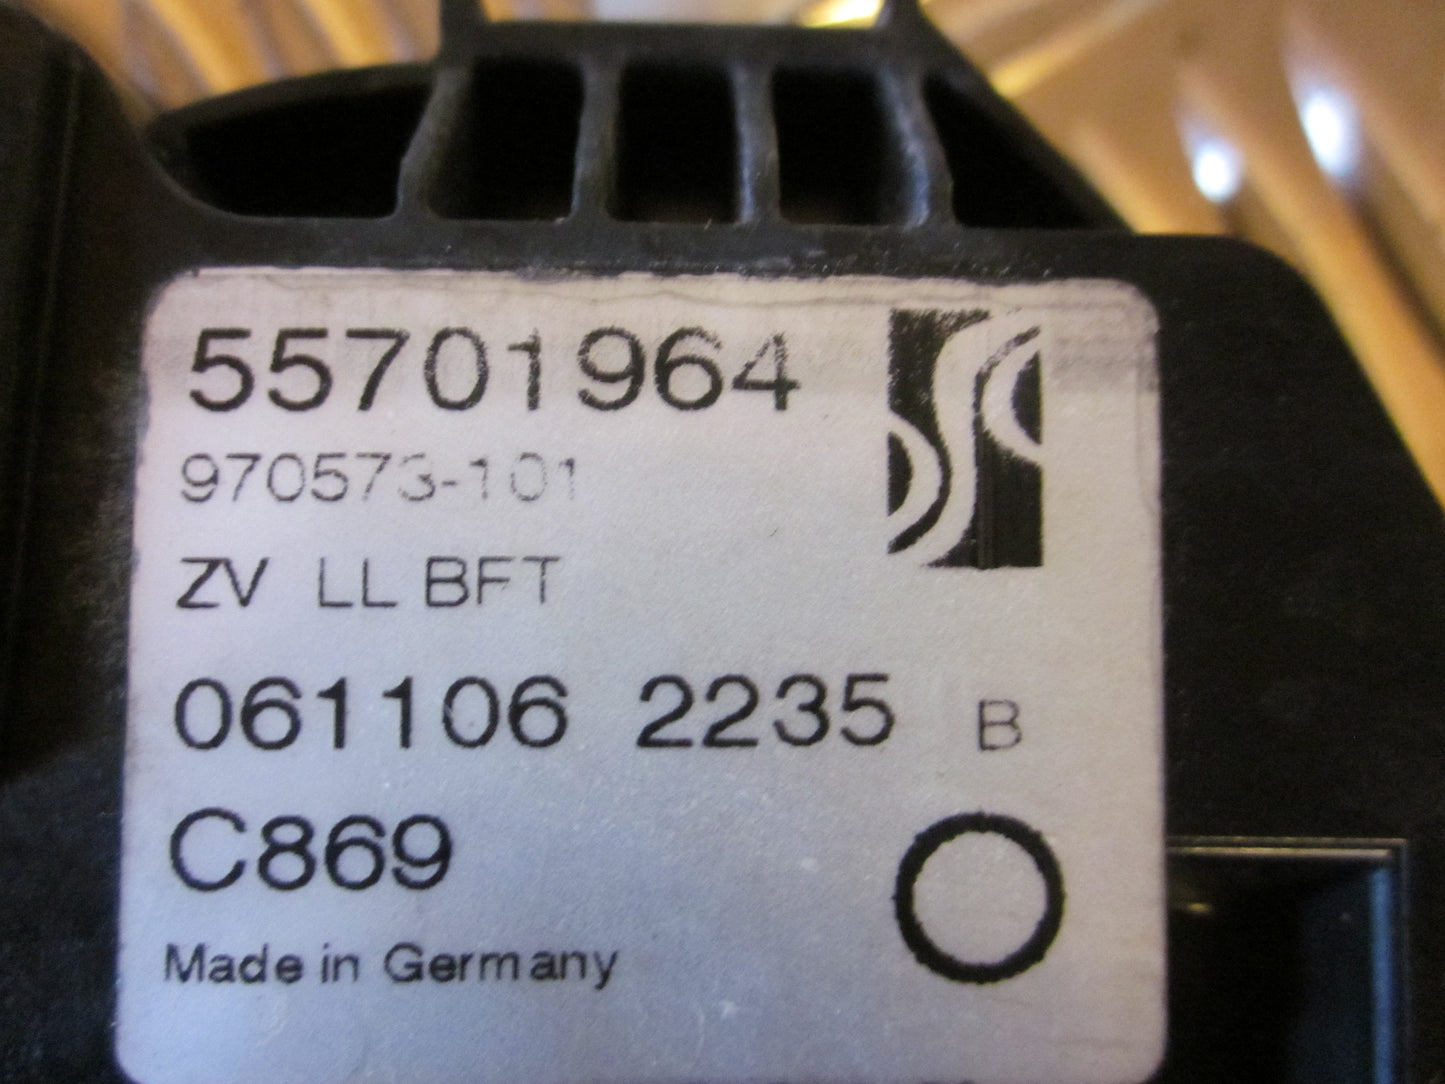 55701964
970573-101
ZV LL BFT
061106 2235 B
C869
Made in Germany